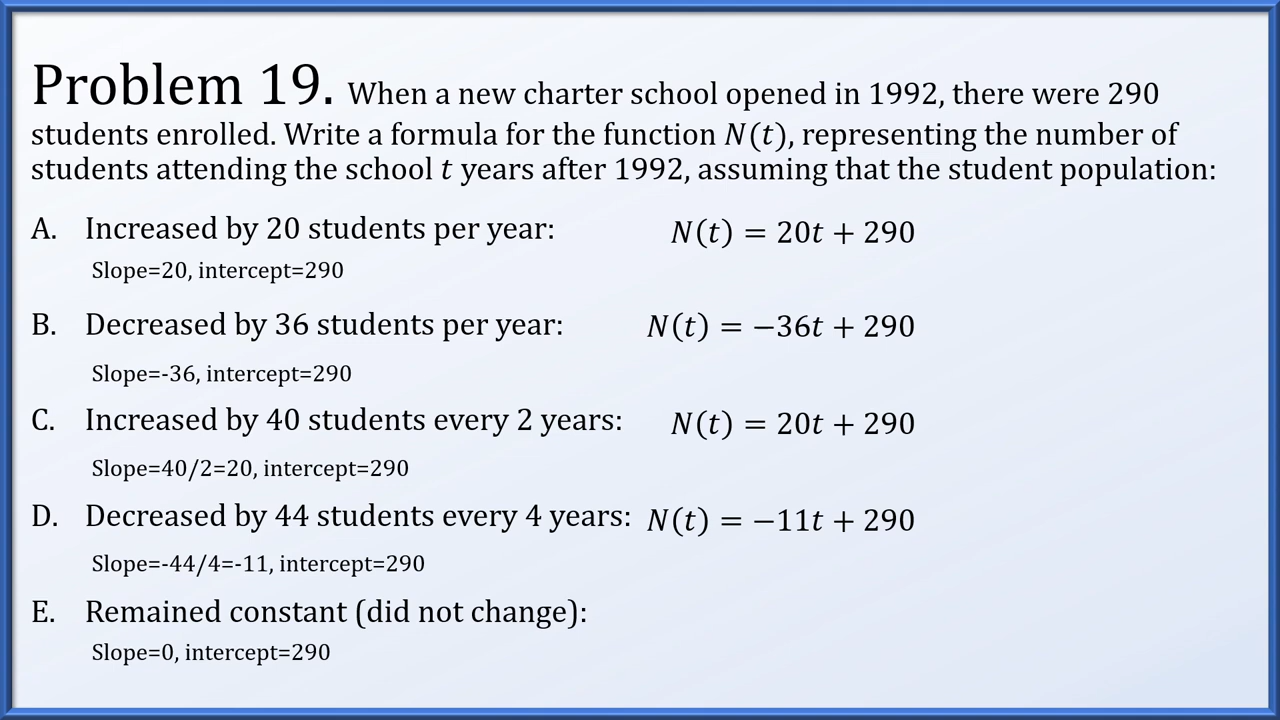 Problem 19. When a new charter school opened in 1992, there were 290
students enrolled. Write a formula for the function N(t), representing the number of
students attending the school t years after 1992, assuming that the student population:
A. Increased by 20 students per year: N(t) = 20t + 290
Slope=20, intercept=290
B. Decreased by 36 students per year: N(t) = −36t + 290
Slope=-36, intercept=290
C. Increased by 40 students every 2 years: N(t) = 20t + 290
Slope=40/2=20, intercept=290
D. Decreased by 44 students every 4 years: N(t) = −11t + 290
Slope=-44/4=-11, intercept=290
E. Remained constant (did not change):
Slope=0, intercept=290